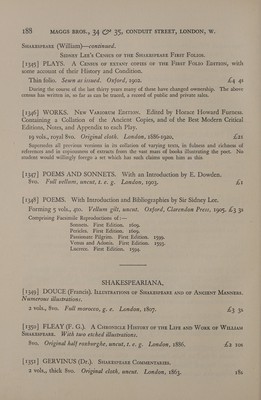 188 MAGGS BROS., 34 & 35, CONDUIT STREET, LONDON, W.
SHAKESPEARE (William)—continued.
SIDNEY LEE'S CENSUS OF THE SHAKESPEARE FIRST FOLIOS.
[1345] PLAYS. A CENSUS OF EXTANT COPIES OF THE FIRST FOLIO EDITION, with
some account of their History and Condition.
Thin folio. Sewn as issued. Oxford, 1902. £4 4s
During the course of the last thirty years many of these have changed ownership. The above
census has written in, so far as can be traced, a record of public and private sales.
[1346] WORKS. NEW VARIORUM EDITION. Edited by Horace Howard FURNESS.
Containing a Collation of the Ancient Copies, and of the Best Modern Critical
Editions, Notes, and Appendix to each Play.
19 vols., royal 8vo. Original cloth. London, 1886-1920. £21
Supersedes all previous versions in its collation of varying texts, in fulness and richness of
reference and in copiousness of extracts from the vast mass of books illustrating the poet. No
student would willingly forego a set which has such claims upon him as this
[1347] POEMS AND SONNETS. With an Introduction by E. Dowden.
8vo. Full vellum, uncut, t. e. g. London, 1903. £1
[1348] POEMS. With Introduction and Bibliographies by Sir Sidney Lee.
Forming 5 vols., 4to. Vellum gilt, uncut. Oxford, Clarendon Press, 1905. £3 3s
Comprising Facsimile Reproductions of:—
Sonnets. First Edition. 1609.
Pericles. First Edition. 1609.
Passionate Pilgrim. First Edition. 1599.
Venus and Adonis. First Edition. 1593.
Lucrece. First Edition. 1594.
SHAKESPEARIANA.
[1349] DOUCE (Francis). ILLUSTRATIONS OF SHAKESPEARE AND OF ANCIENT MANNERS.
Numerous illustrations.
2 vols., 8vo. Full morocco, g. e. London, 1807. £5 5s
[1350] FLEAY (F. G.). A CHRONICLE HISTORY OF THE LIFE AND WORK OF WILLIAM
SHAKESPEARE. With two etched illustrations.
8vo. Original half roxburghe, uncut, t. e. g. London, 1886. £2 10s
[1351] GERVINUS (Dr.). SHAKESPEARE COMMENTARIES.
2 vols., thick 8vo. Original cloth, uncut. London, 1863. 18s